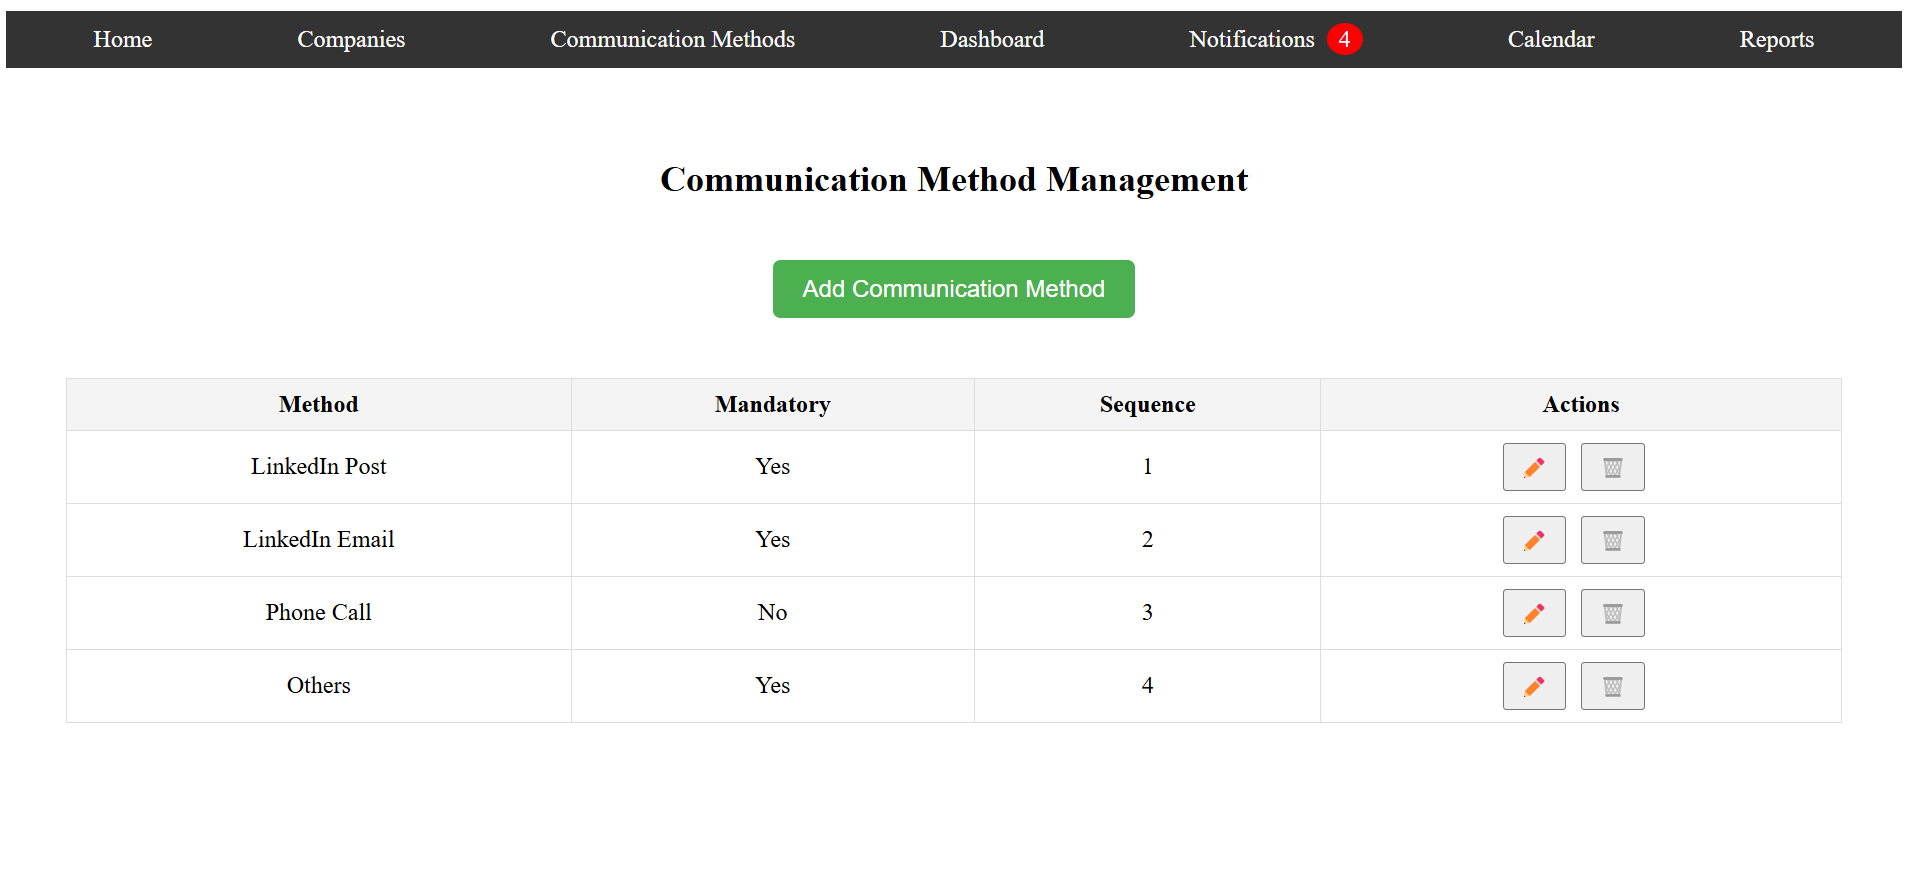 Home Companies Communication Methods Dashboard Notifications 4 Calendar Reports
Communication Method Management
Add Communication Method
Method Mandatory Sequence Actions
LinkedIn Post Yes 1
LinkedIn Email Yes 2
Phone Call No 3
Others Yes 4